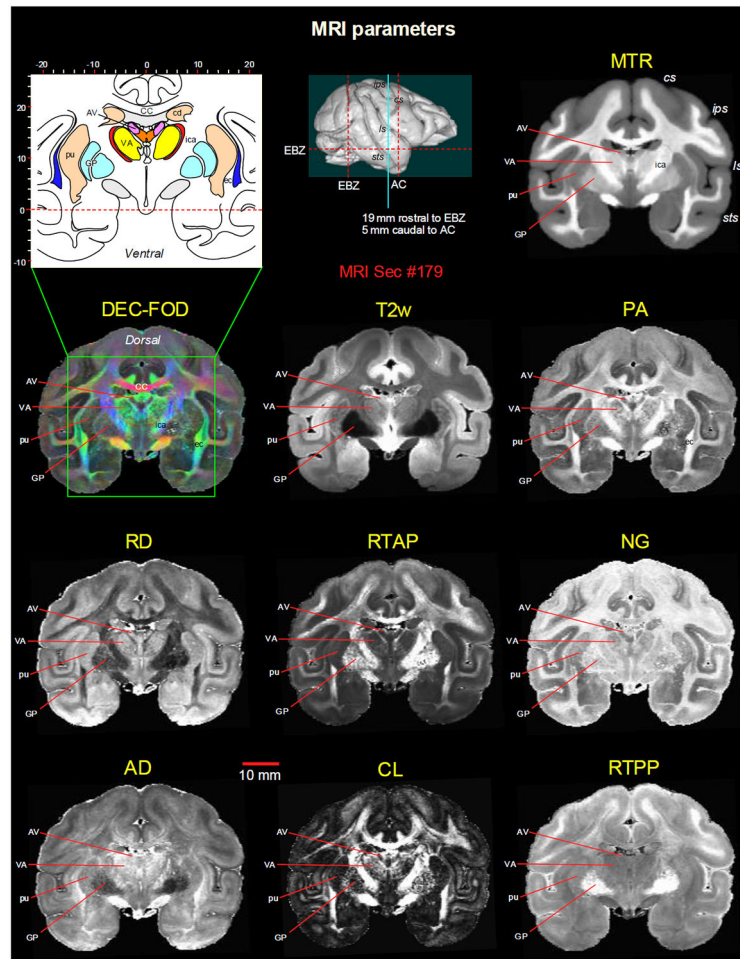 MRI parameters
-20 -10 0 10 20
20
10
0
-10
CC
AV
cd
VA
ica
pu
GP
ec
Ventral
ips
cs
ls
sts
EBZ
EBZ
AC
19 mm rostral to EBZ
5 mm caudal to AC
MRI Sec #179
MTR
cs
ips
ls
sts
AV
VA
pu
GP
ica
DEC-FOD
Dorsal
AV
CC
VA
pu
ica
ec
GP
T2w
AV
VA
pu
GP
PA
AV
VA
pu
GP
ec
RD
AV
VA
pu
GP
RTAP
AV
VA
pu
GP
NG
AV
VA
pu
GP
AD
AV
VA
pu
GP
10 mm
CL
AV
VA
pu
GP
RTPP
AV
VA
pu
GP